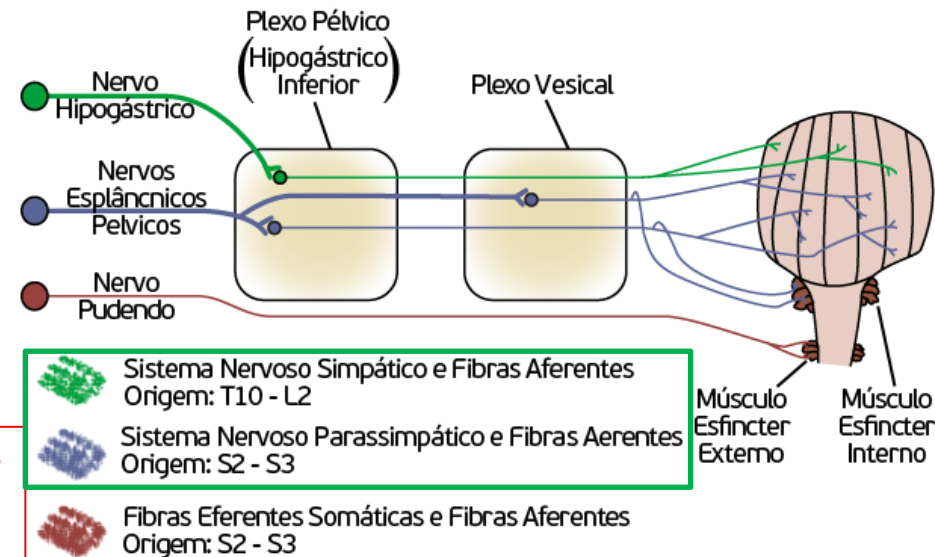 Plexo Pélvico
(Hipogástrico
Inferior)
Plexo Vesical
Nervo
Hipogástrico
Nervos
Esplâncnicos
Pelvicos
Nervo
Pudendo
Sistema Nervoso Simpático e Fibras Aferentes
Origem: T10 - L2
Sistema Nervoso Parassimpático e Fibras Aerentes
Origem: S2 - S3
Fibras Eferentes Somáticas e Fibras Aferentes
Origem: S2 - S3
Músculo
Esfincter
Externo
Músculo
Esfincter
Interno